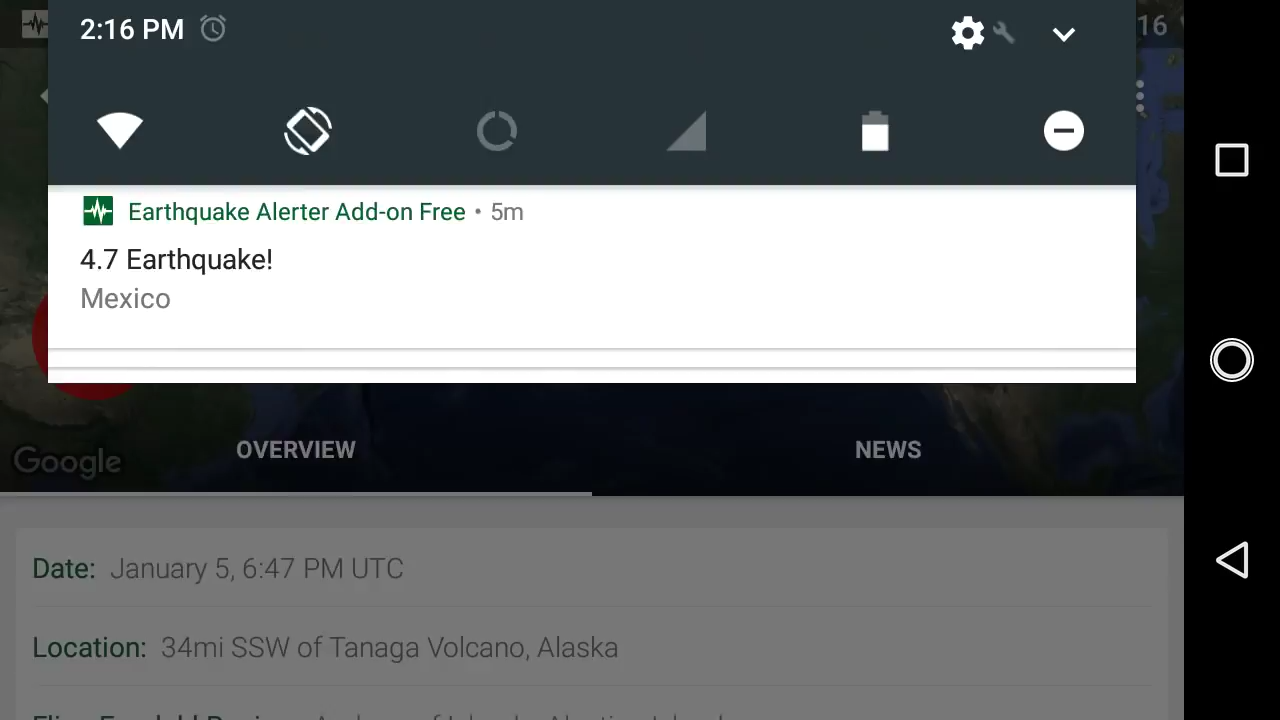 2:16 PM
16
Earthquake Alerter Add-on Free • 5m
4.7 Earthquake!
Mexico
Google
OVERVIEW
NEWS
Date: January 5, 6:47 PM UTC
Location: 34mi SSW of Tanaga Volcano, Alaska